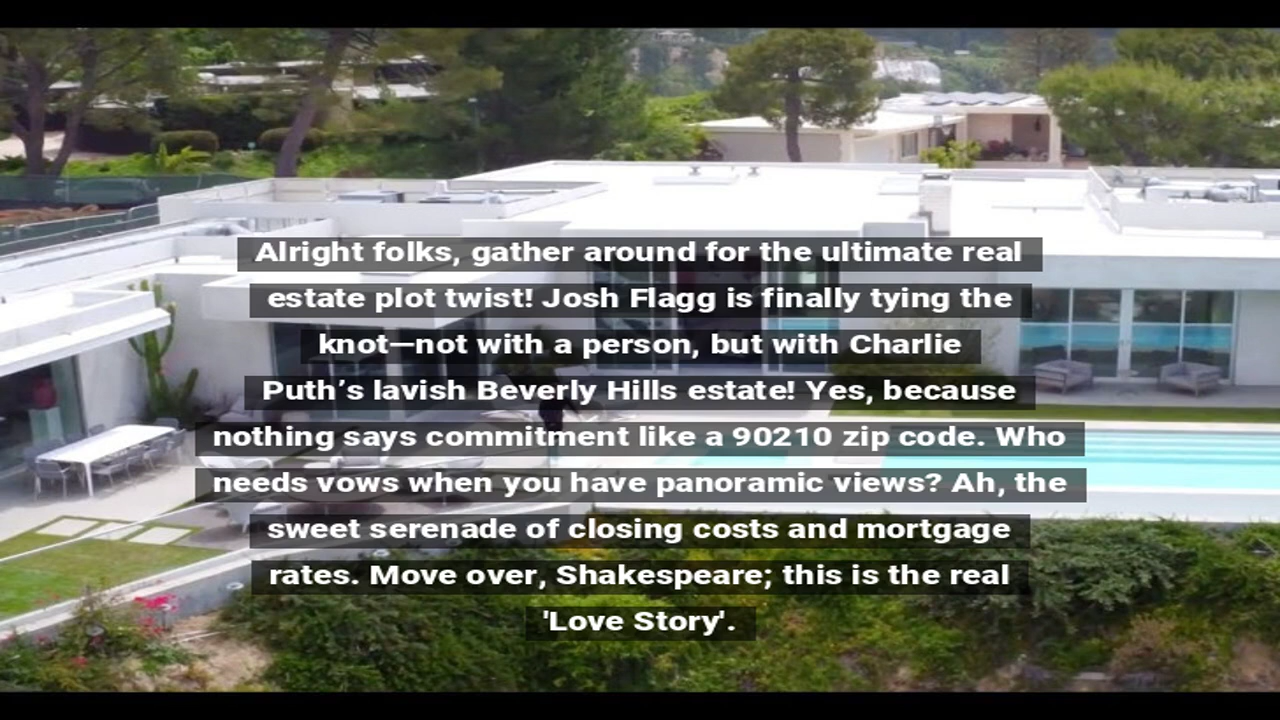 Alright folks, gather around for the ultimate real
estate plot twist! Josh Flagg is finally tying the
knot—not with a person, but with Charlie
Puth’s lavish Beverly Hills estate! Yes, because
nothing says commitment like a 90210 zip code. Who
needs vows when you have panoramic views? Ah, the
sweet serenade of closing costs and mortgage
rates. Move over, Shakespeare; this is the real
'Love Story'.